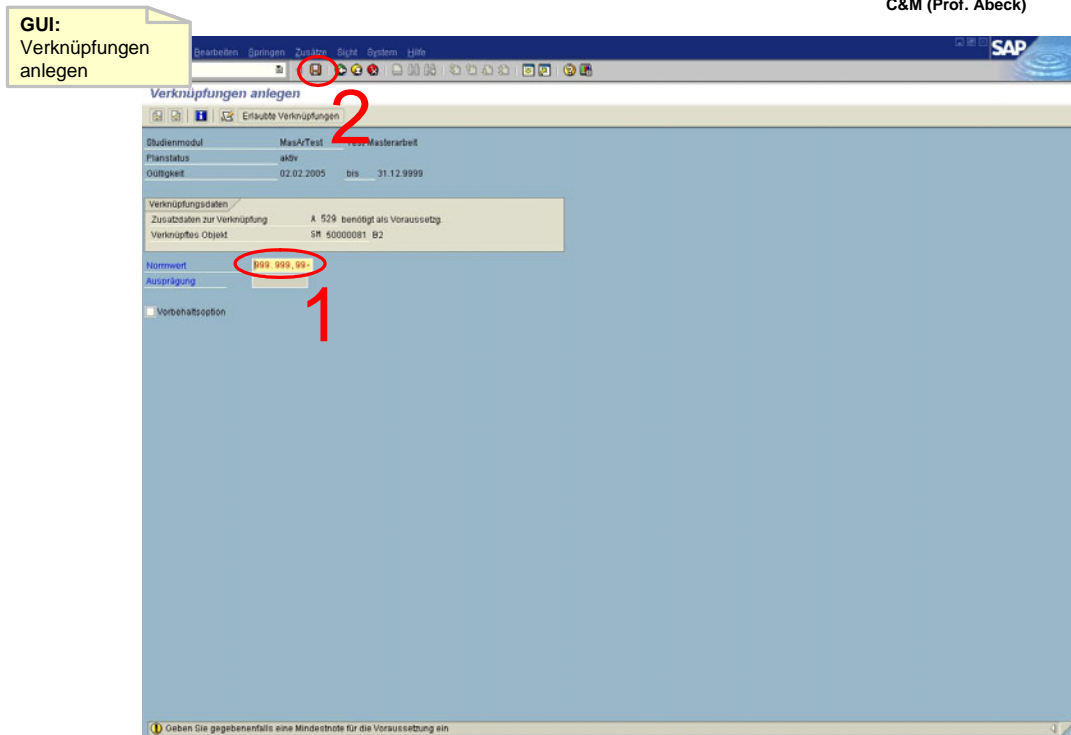 C&M (Prof. Abeck)
GUI:
Verknüpfungen
anlegen
Bearbeiten Springen Zusätze Sicht System Hilfe
SAP
Verknüpfungen anlegen
Erlaubte Verknüpfungen
2
Studienmodul MasArTest Test Masterarbeit
Planstatus aktiv
Gültigkeit 02.02.2005 bis 31.12.9999
Verknüpfungsdaten
Zusatzdaten zur Verknüpfung A 529 benötigt als Voraussetzg.
Verknüpftes Objekt SM 50000081 B2
Normwert 999.999,99-
Ausprägung
1
Vorbehaltsoption
Geben Sie gegebenenfalls eine Mindestnote für die Voraussetzung ein